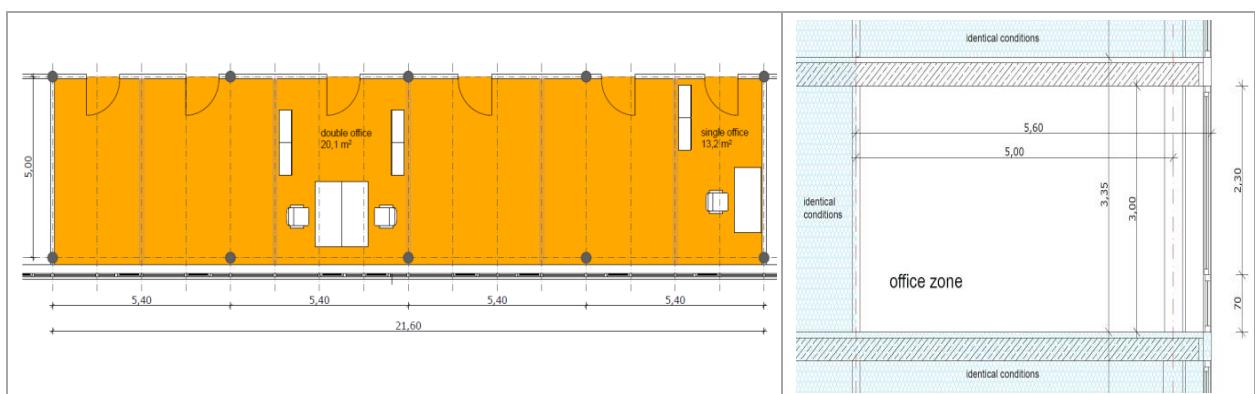 double office
20,1 m²
single office
13,2 m²
5,00
5,40
5,40
5,40
5,40
21,60
identical conditions
5,60
5,00
3,35
3,00
2,30
identical
conditions
office zone
70
identical conditions